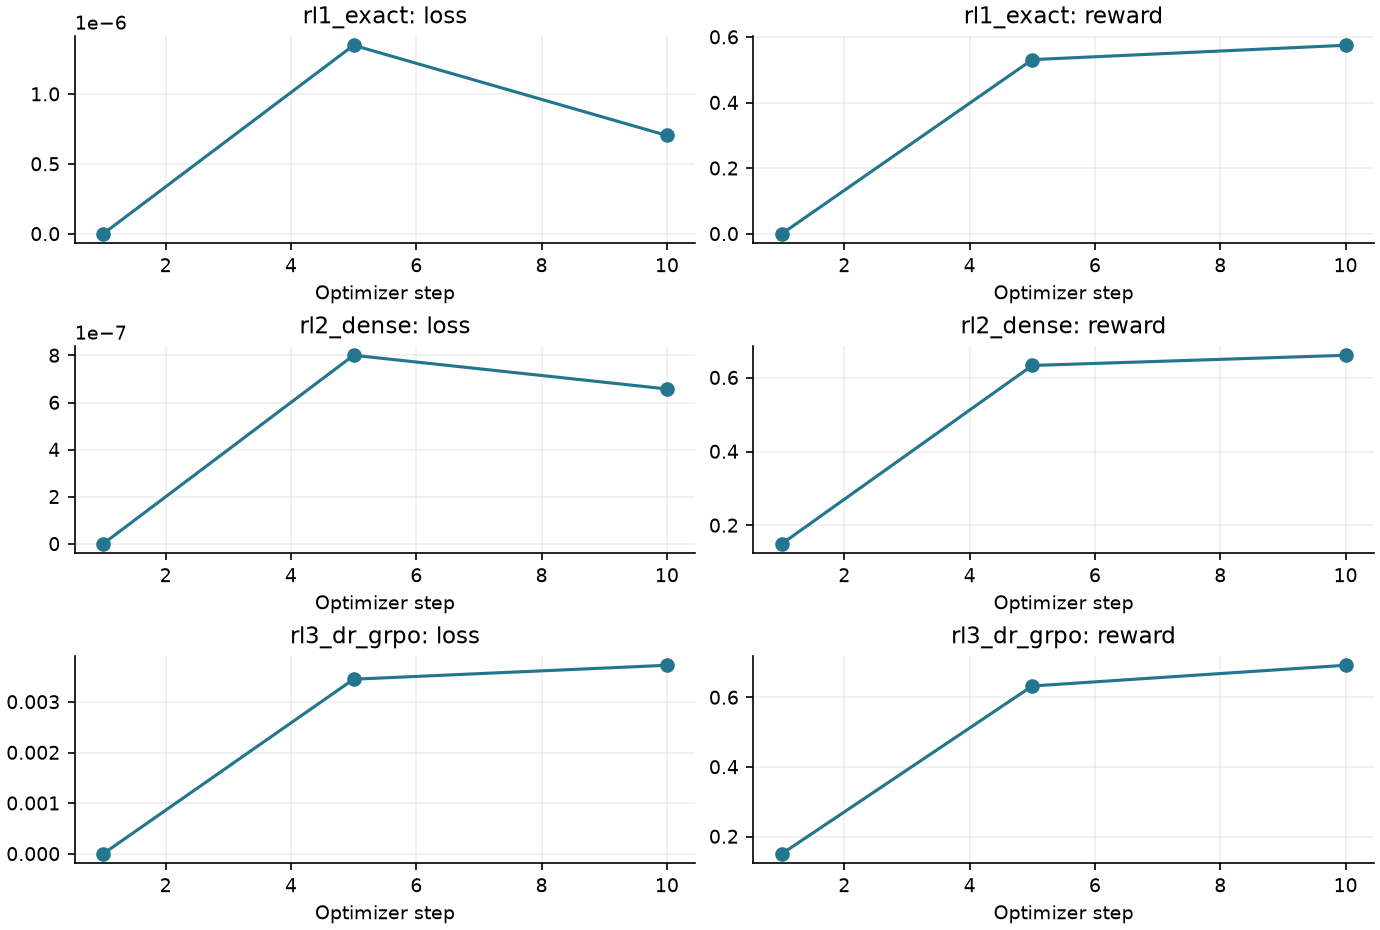 rl1_exact: loss
1e−6
1.0
0.5
0.0
2 4 6 8 10
Optimizer step
rl1_exact: reward
0.6
0.4
0.2
0.0
2 4 6 8 10
Optimizer step
rl2_dense: loss
1e−7
8
6
4
2
0
2 4 6 8 10
Optimizer step
rl2_dense: reward
0.6
0.4
0.2
2 4 6 8 10
Optimizer step
rl3_dr_grpo: loss
0.003
0.002
0.001
0.000
2 4 6 8 10
Optimizer step
rl3_dr_grpo: reward
0.6
0.4
0.2
2 4 6 8 10
Optimizer step